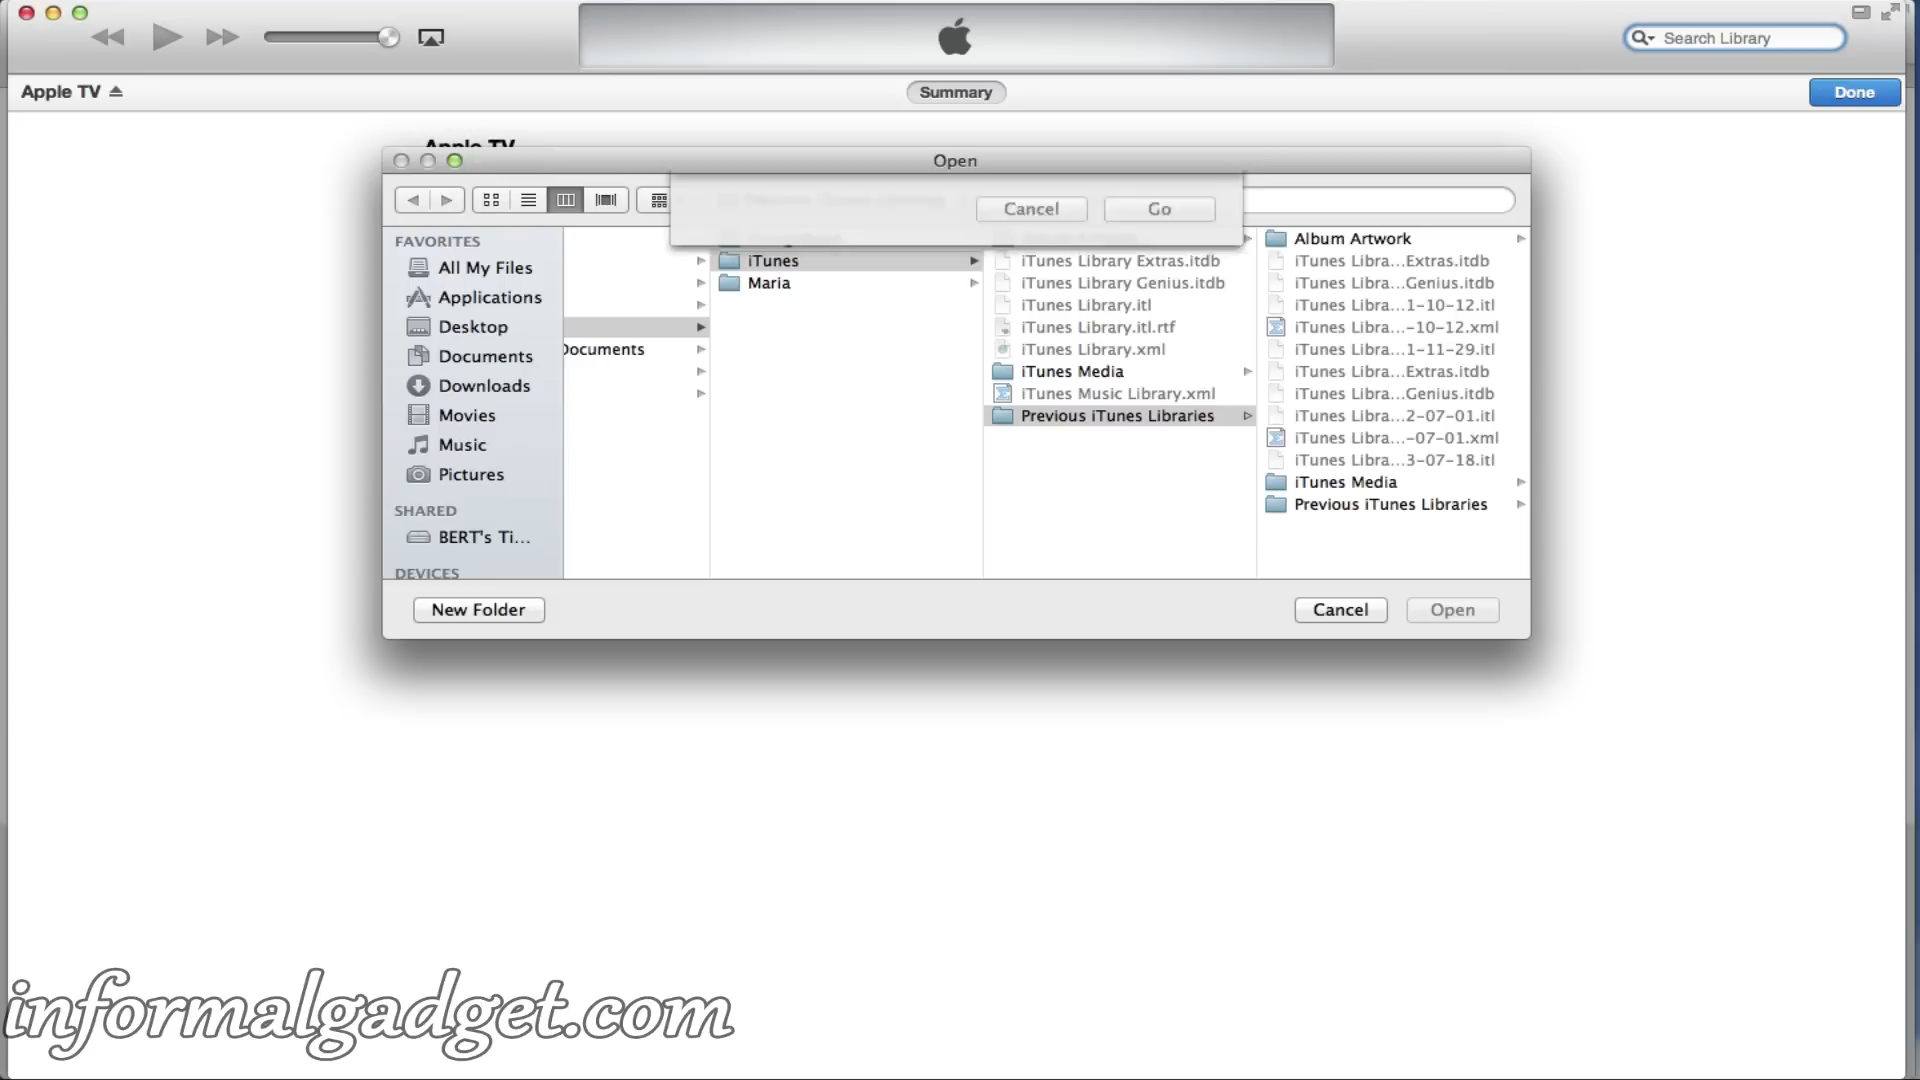 Search Library
Apple TV
Summary
Done
Apple TV
Open
Cancel
Go
FAVORITES
All My Files
Applications
Desktop
Documents
Downloads
Movies
Music
Pictures
SHARED
BERT's Ti...
DEVICES
Documents
iTunes
Maria
iTunes Library Extras.itdb
iTunes Library Genius.itdb
iTunes Library.itl
iTunes Library.itl.rtf
iTunes Library.xml
iTunes Media
iTunes Music Library.xml
Previous iTunes Libraries
Album Artwork
iTunes Libra...Extras.itdb
iTunes Libra...Genius.itdb
iTunes Libra...1-10-12.itl
iTunes Libra...-10-12.xml
iTunes Libra...1-11-29.itl
iTunes Libra...Extras.itdb
iTunes Libra...Genius.itdb
iTunes Libra...2-07-01.itl
iTunes Libra...-07-01.xml
iTunes Libra...3-07-18.itl
iTunes Media
Previous iTunes Libraries
New Folder
Cancel
Open
informalgadget.com